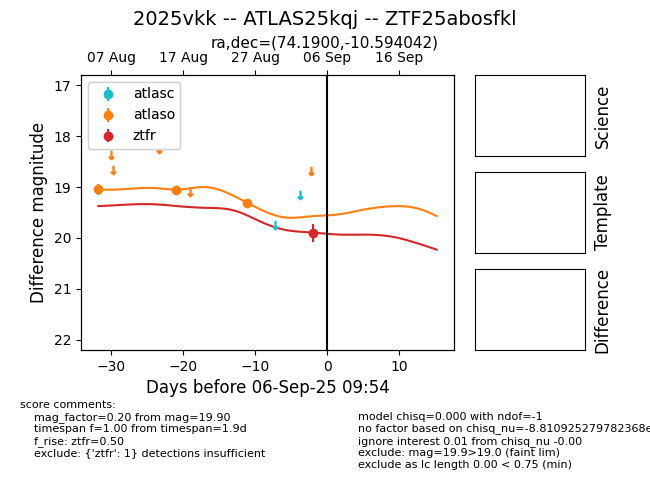 2025vkk -- ATLAS25kqj -- ZTF25abosfkl
ra,dec=(74.1900,-10.594042)
07 Aug 17 Aug 27 Aug 06 Sep 16 Sep
atlasc
atlaso
ztfr
17
18
19
20
21
22
Difference magnitude
−30 −20 −10 0 10
Days before 06-Sep-25 09:54
Science
Template
Difference
score comments:
mag_factor=0.20 from mag=19.90
timespan f=1.00 from timespan=1.9d
f_rise: ztfr=0.50
exclude: {'ztfr': 1} detections insufficient
model chisq=0.000 with ndof=-1
no factor based on chisq_nu=-8.810925279782368e
ignore interest 0.01 from chisq_nu -0.00
exclude: mag=19.9>19.0 (faint lim)
exclude as lc length 0.00 < 0.75 (min)